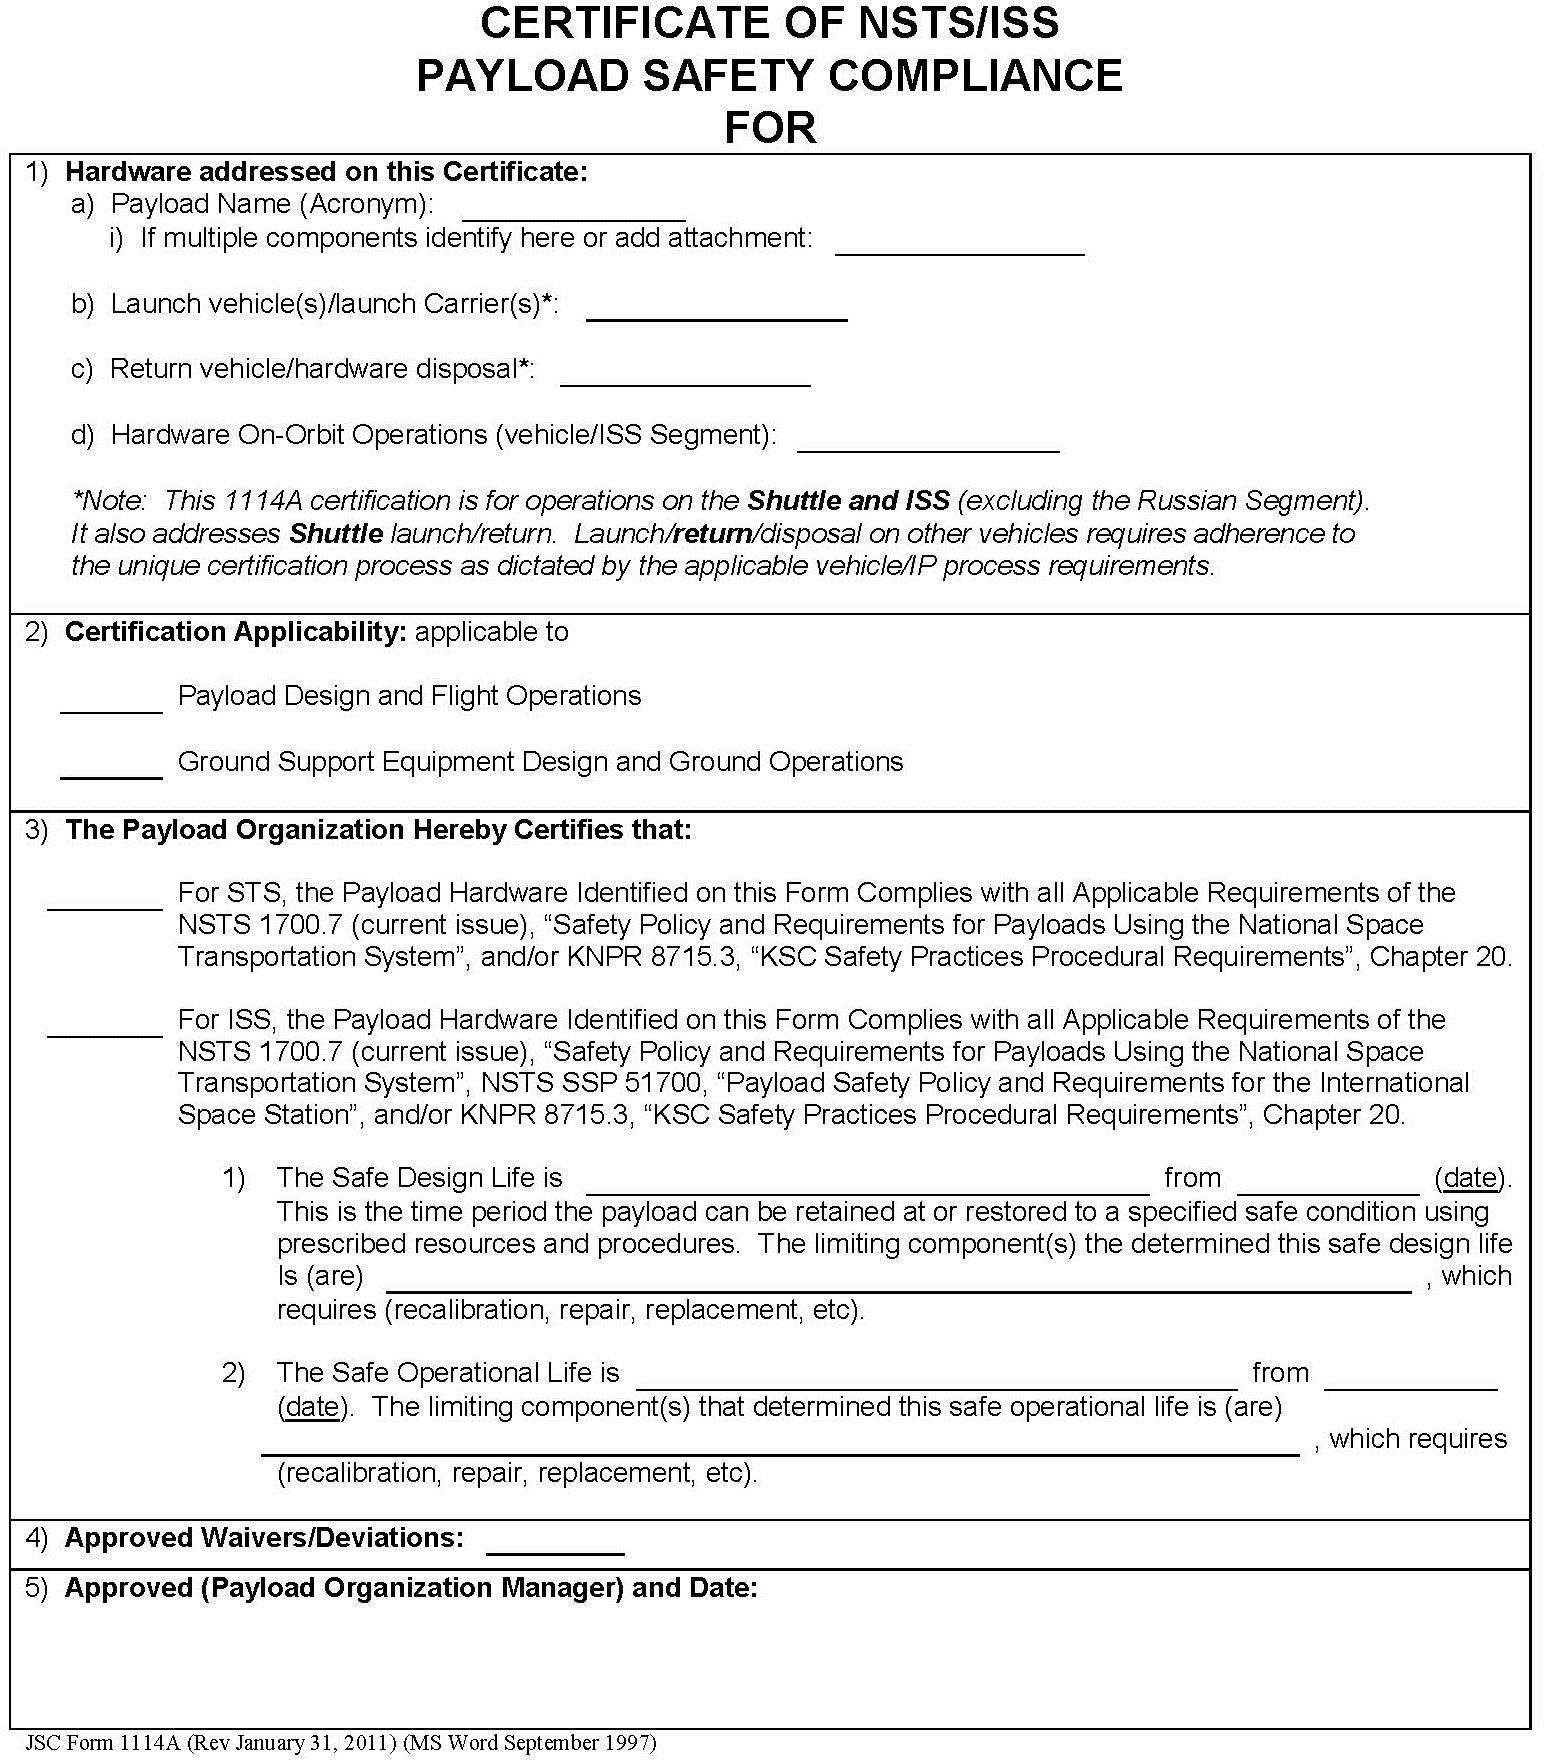 CERTIFICATE OF NSTS/ISS
PAYLOAD SAFETY COMPLIANCE
FOR
1) Hardware addressed on this Certificate:
a) Payload Name (Acronym):
i) If multiple components identify here or add attachment:
b) Launch vehicle(s)/launch Carrier(s)*:
c) Return vehicle/hardware disposal*:
d) Hardware On-Orbit Operations (vehicle/ISS Segment):
*Note: This 1114A certification is for operations on the Shuttle and ISS (excluding the Russian Segment).
It also addresses Shuttle launch/return. Launch/return/disposal on other vehicles requires adherence to
the unique certification process as dictated by the applicable vehicle/IP process requirements.
2) Certification Applicability: applicable to
Payload Design and Flight Operations
Ground Support Equipment Design and Ground Operations
3) The Payload Organization Hereby Certifies that:
For STS, the Payload Hardware Identified on this Form Complies with all Applicable Requirements of the
NSTS 1700.7 (current issue), “Safety Policy and Requirements for Payloads Using the National Space
Transportation System”, and/or KNPR 8715.3, “KSC Safety Practices Procedural Requirements”, Chapter 20.
For ISS, the Payload Hardware Identified on this Form Complies with all Applicable Requirements of the
NSTS 1700.7 (current issue), “Safety Policy and Requirements for Payloads Using the National Space
Transportation System”, NSTS SSP 51700, “Payload Safety Policy and Requirements for the International
Space Station”, and/or KNPR 8715.3, “KSC Safety Practices Procedural Requirements”, Chapter 20.
1) The Safe Design Life is from (date).
This is the time period the payload can be retained at or restored to a specified safe condition using
prescribed resources and procedures. The limiting component(s) the determined this safe design life
Is (are) , which
requires (recalibration, repair, replacement, etc).
2) The Safe Operational Life is from
(date). The limiting component(s) that determined this safe operational life is (are)
, which requires
(recalibration, repair, replacement, etc).
4) Approved Waivers/Deviations:
5) Approved (Payload Organization Manager) and Date:
JSC Form 1114A (Rev January 31, 2011) (MS Word September 1997)